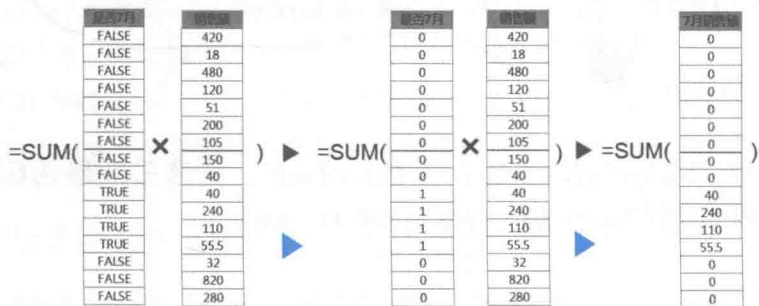 是否7月 销售额 是否7月 销售额 7月销售额
FALSE 420 0 420 0
FALSE 18 0 18 0
FALSE 480 0 480 0
FALSE 120 0 120 0
FALSE 51 0 51 0
FALSE 200 0 200 0
FALSE 105 0 105 0
=SUM( FALSE × 150 ) ▶ =SUM( 0 × 150 ) ▶ =SUM( 0 )
FALSE 40 0 40 0
TRUE 40 1 40 40
TRUE 240 1 240 240
TRUE 110 1 110 110
TRUE 55.5 1 55.5 55.5
FALSE 32 0 32 0
FALSE 820 0 820 0
FALSE 280 0 280 0